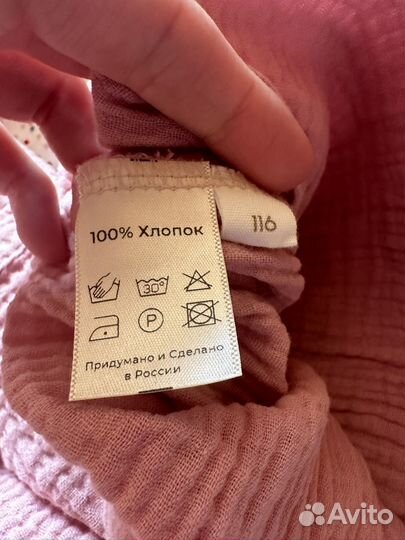 100% Хлопок
116
30°
P
Придумано и Сделано
в России
Avito